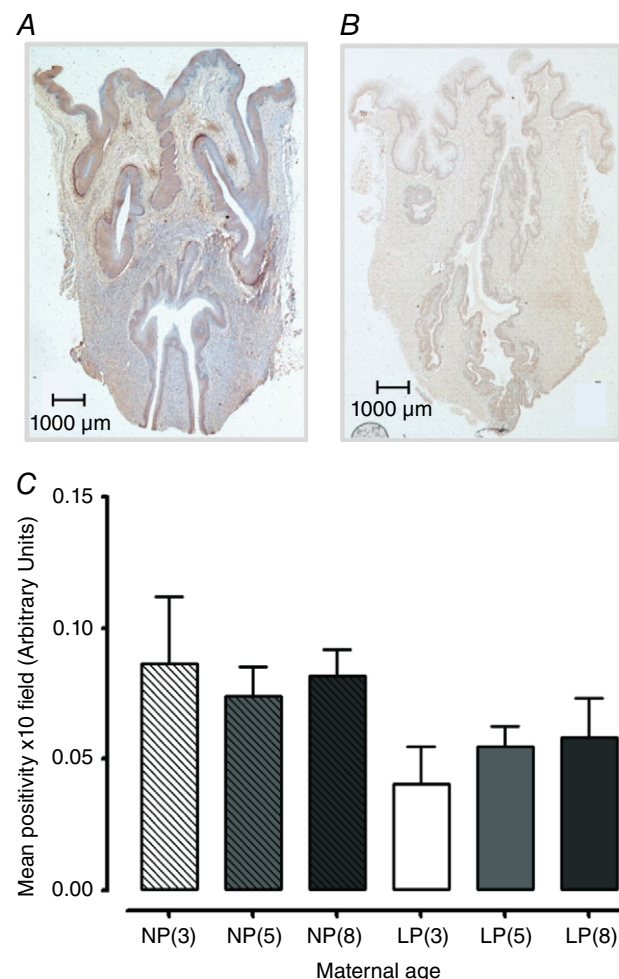 A
B
1000 µm
1000 µm
C
Mean positivity x10 field (Arbitrary Units)
0.15
0.10
0.05
0.00
NP(3) NP(5) NP(8) LP(3) LP(5) LP(8)
Maternal age